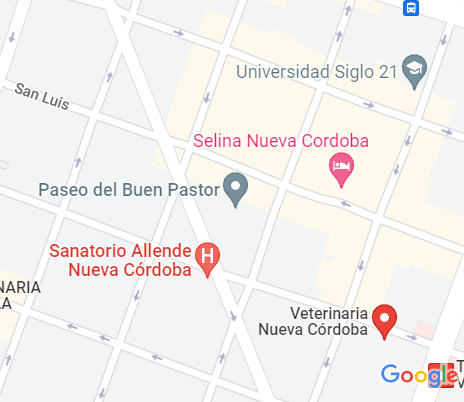 Universidad Siglo 21
San Luis
Selina Nueva Cordoba
Paseo del Buen Pastor
Sanatorio Allende
Nueva Córdoba
H
NARIA
LA
Veterinaria
Nueva Córdoba
Google
T
V